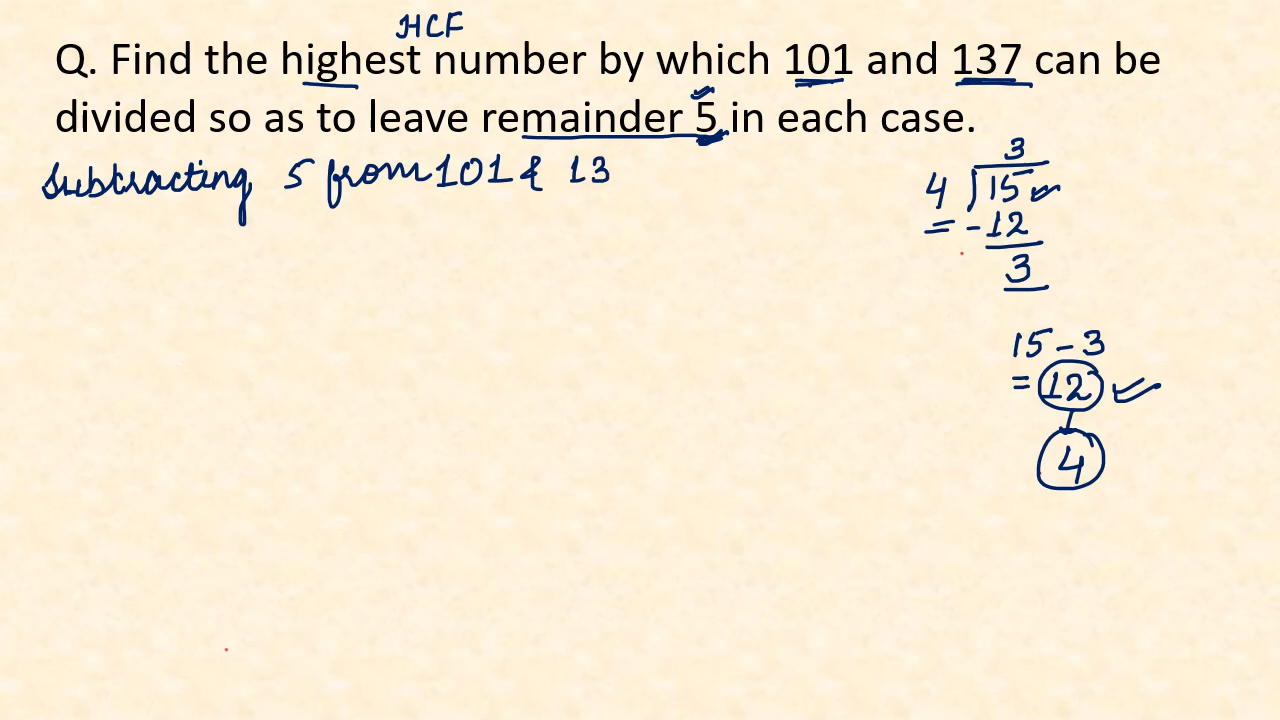 HCF
Q. Find the highest number by which 101 and 137 can be
divided so as to leave remainder 5 in each case.
Subtracting 5 from 101 & 13
3
4 ) 15
= -12
3
15 - 3
= 12
4